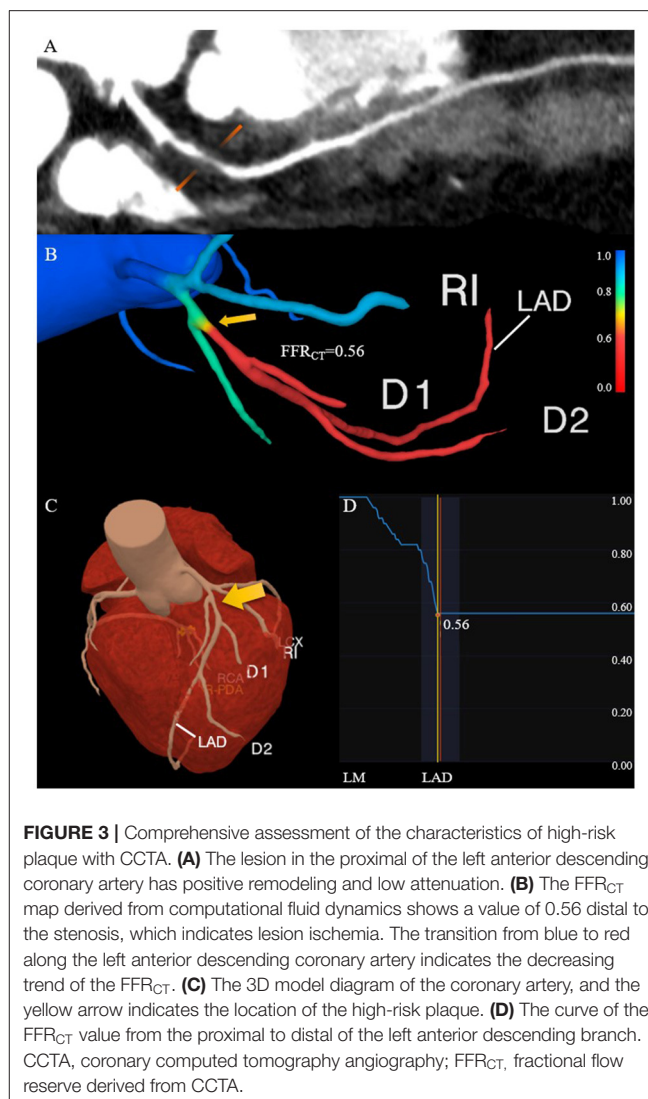 A
B
1.0
0.8
0.6
0.0
RI
LAD
FFRCT=0.56
D1
D2
C
D1
CX
RI
RCA
R-PDA
LAD
D2
D
1.00
0.80
0.60
0.56
0.40
0.20
0.00
LM LAD
FIGURE 3 | Comprehensive assessment of the characteristics of high-risk
plaque with CCTA. (A) The lesion in the proximal of the left anterior descending
coronary artery has positive remodeling and low attenuation. (B) The FFRCT
map derived from computational fluid dynamics shows a value of 0.56 distal to
the stenosis, which indicates lesion ischemia. The transition from blue to red
along the left anterior descending coronary artery indicates the decreasing
trend of the FFRCT. (C) The 3D model diagram of the coronary artery, and the
yellow arrow indicates the location of the high-risk plaque. (D) The curve of the
FFRCT value from the proximal to distal of the left anterior descending branch.
CCTA, coronary computed tomography angiography; FFRCT, fractional flow
reserve derived from CCTA.